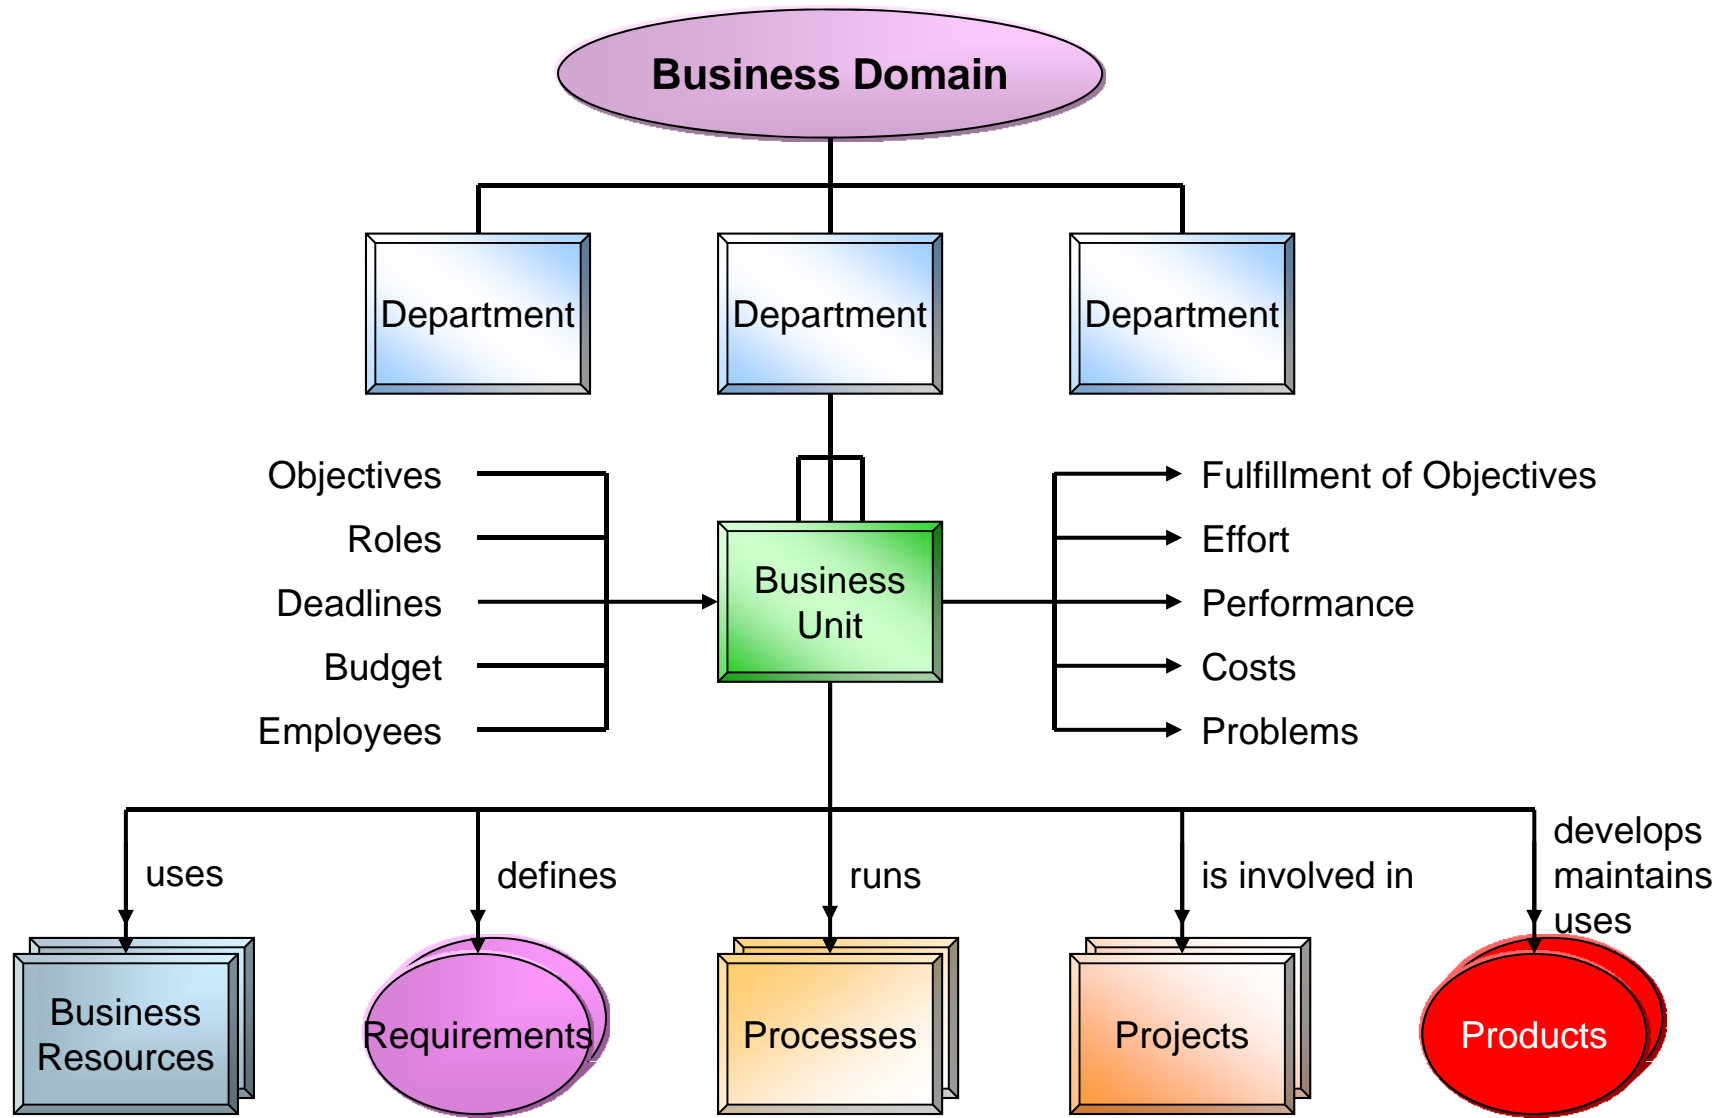 Business Domain
Department
Department
Department
Objectives
Roles
Deadlines
Budget
Employees
Business
Unit
Fulfillment of Objectives
Effort
Performance
Costs
Problems
uses
defines
runs
is involved in
develops
maintains
uses
Business
Resources
Requirements
Processes
Projects
Products